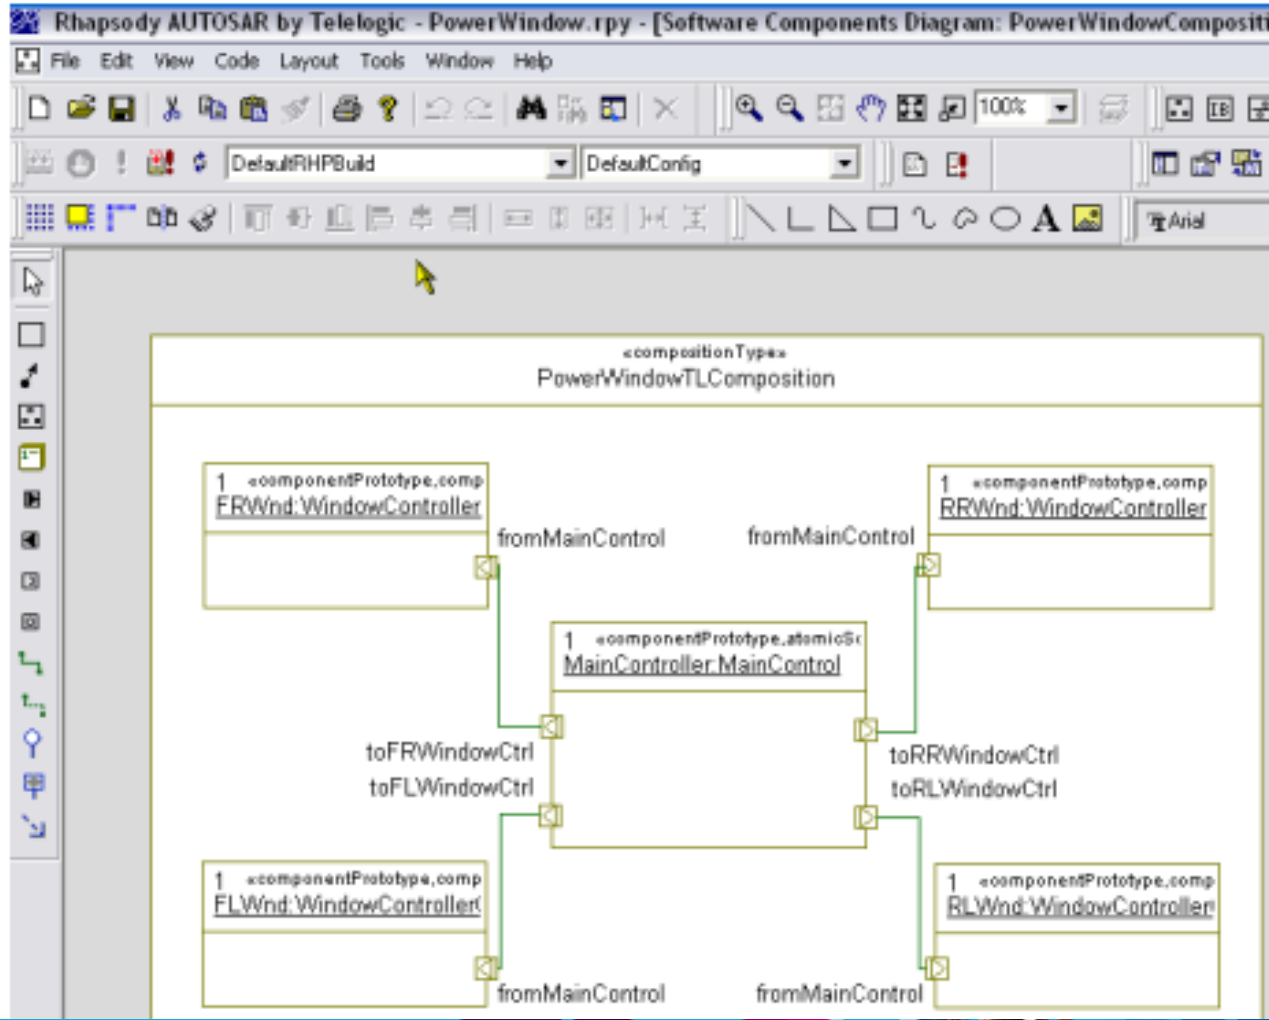 Rhapsody AUTOSAR by Telelogic - PowerWindow.rpy - [Software Components Diagram: PowerWindowCompositi
File Edit View Code Layout Tools Window Help
100%
DefaultRHPBuild DefaultConfig
Arial
«compositionType»
PowerWindowTLComposition
1 «componentPrototype,comp
FRWnd:WindowController
1 «componentPrototype,comp
RRWnd:WindowController
fromMainControl fromMainControl
1 «componentPrototype,atomicSc
MainController:MainControl
toFRWindowCtrl toRRWindowCtrl
toFLWindowCtrl toRLWindowCtrl
1 «componentPrototype,comp
FLWnd:WindowController
1 «componentPrototype,comp
RLWnd:WindowController
fromMainControl fromMainControl